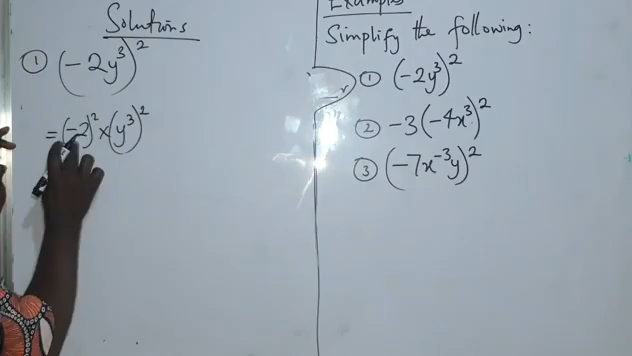 Solutions
① (-2y³)²
= (-2)² × (y³)²
Examples
Simplify the following:
① (-2y³)²
② -3(-4x³)²
③ (-7x⁻³y)²